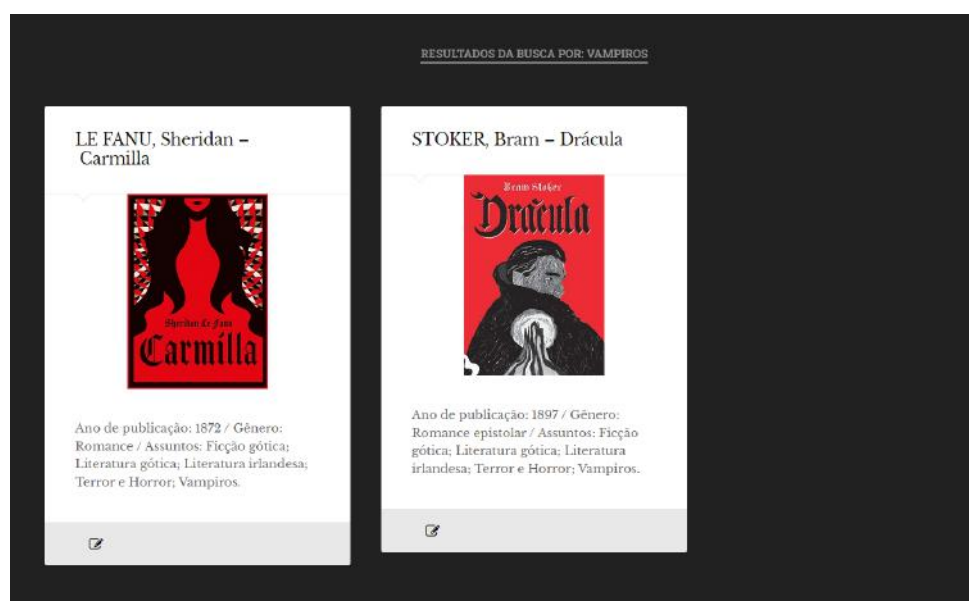 RESULTADOS DA BUSCA POR: VAMPIROS
LE FANU, Sheridan –
Carmilla
Sheridan Le Fanu
Carmilla
Ano de publicação: 1872 / Gênero:
Romance / Assuntos: Ficção gótica;
Literatura gótica; Literatura irlandesa;
Terror e Horror; Vampiros.
STOKER, Bram – Drácula
Bram Stoker
Dracula
Ano de publicação: 1897 / Gênero:
Romance epistolar / Assuntos: Ficção
gótica; Literatura gótica; Literatura
irlandesa; Terror e Horror; Vampiros.